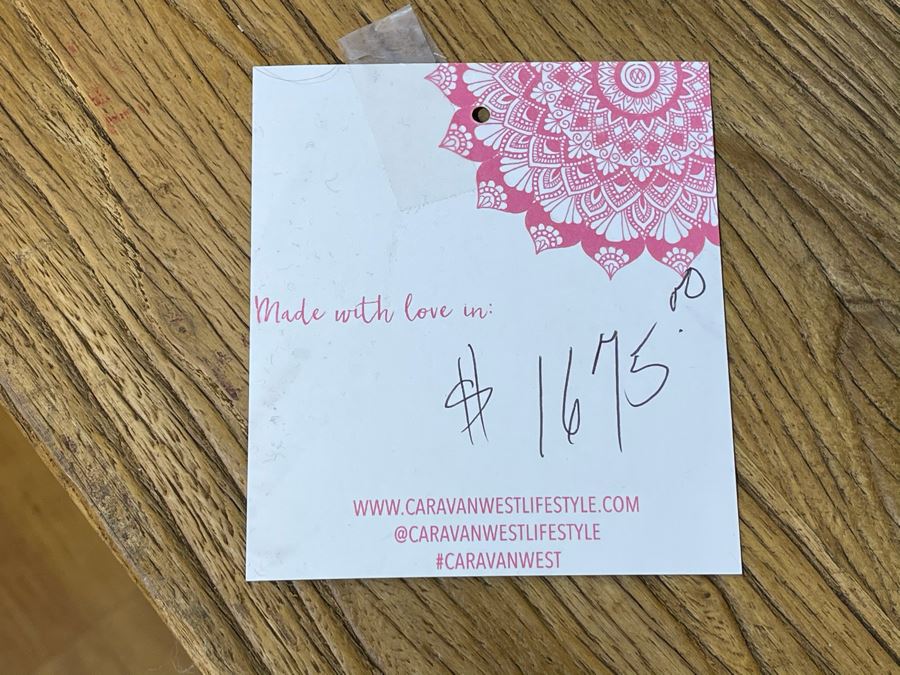 Made with love in:
$ 1675.00
WWW.CARAVANWESTLIFESTYLE.COM
@CARAVANWESTLIFESTYLE
#CARAVANWEST